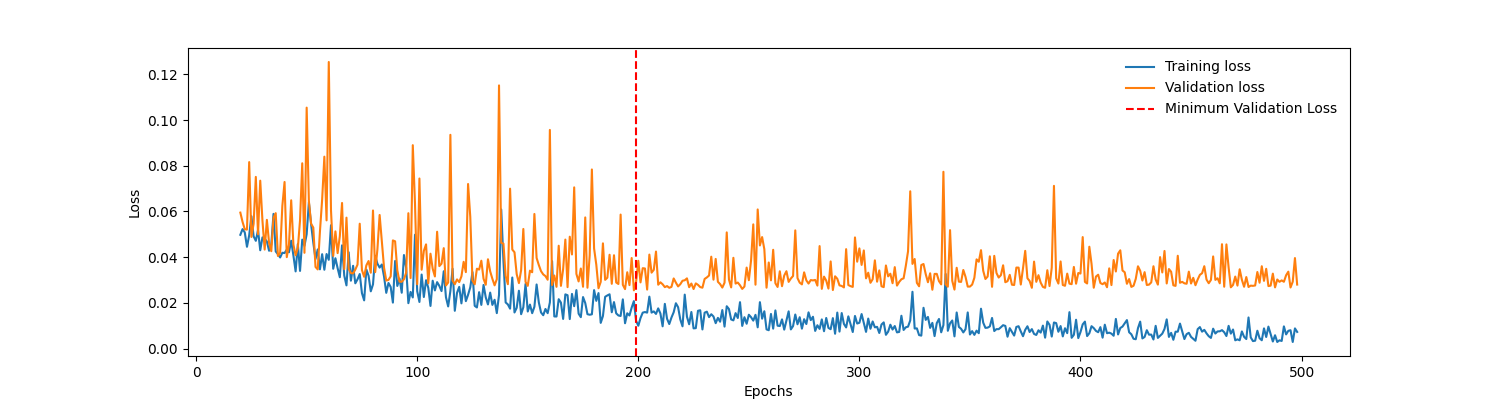 0.12
0.10
0.08
0.06
0.04
0.02
0.00
Loss
0 100 200 300 400 500
Epochs
Training loss
Validation loss
Minimum Validation Loss